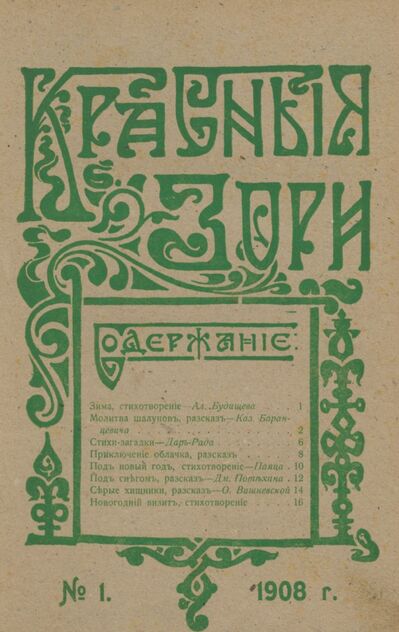 Красныя
Зори
Содержаніе:
Зима, стихотвореніе—Ал. Будищева . . 1
Молитва шалуновъ, разсказъ—Каз. Баран-
цевича . . . . . . . . . . . . . . 2
Стихи-загадки—Даръ-Рада . . . . . . 6
Приключеніе облачка, разсказъ . . . . 8
Подъ новый годъ, стихотвореніе—Паяца . 10
Подъ снѣгомъ, разсказъ—Дм. Потѣхина . 12
Сѣрые хищники, разсказъ—О. Вашневской 14
Новогодній визитъ, стихотвореніе . . . 16
№ 1. 1908 г.